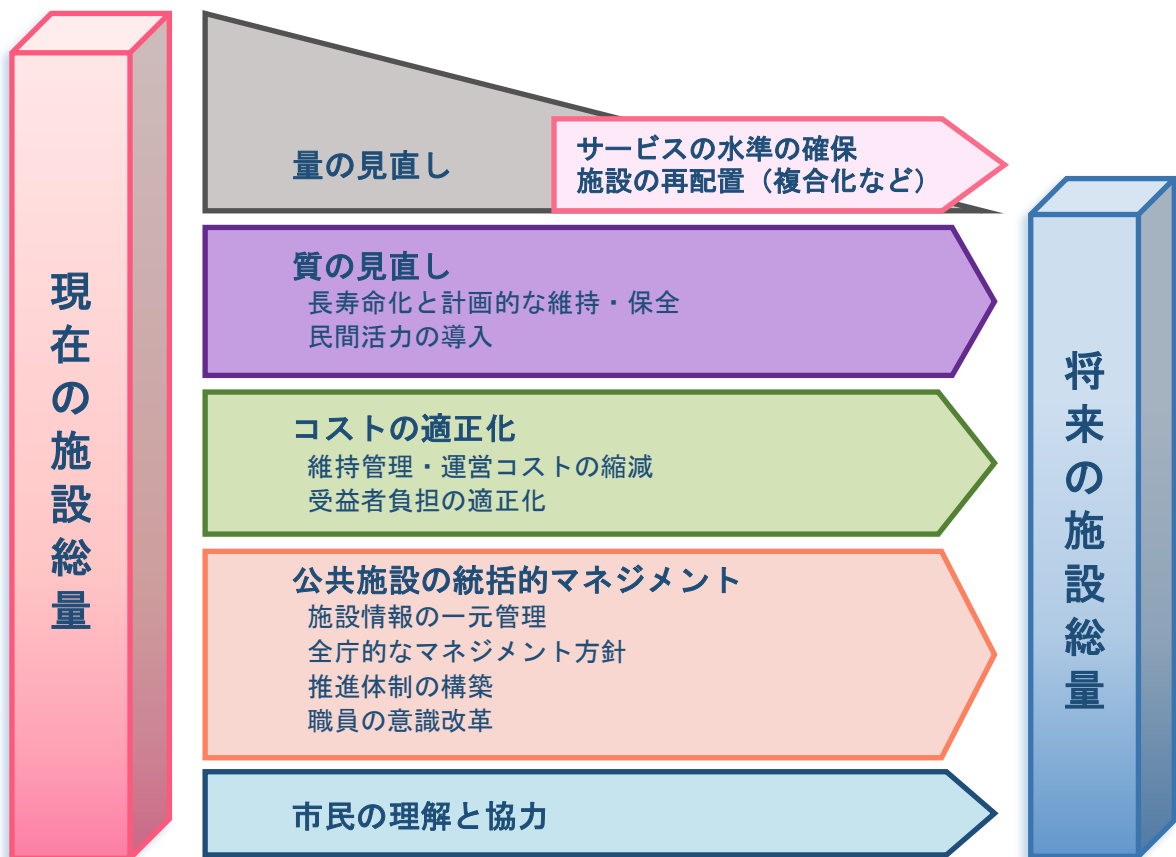 現在の施設総量
量の見直し
サービスの水準の確保
施設の再配置（複合化など）
質の見直し
長寿命化と計画的な維持・保全
民間活力の導入
コストの適正化
維持管理・運営コストの縮減
受益者負担の適正化
公共施設の統括的マネジメント
施設情報の一元管理
全庁的なマネジメント方針
推進体制の構築
職員の意識改革
市民の理解と協力
将来の施設総量